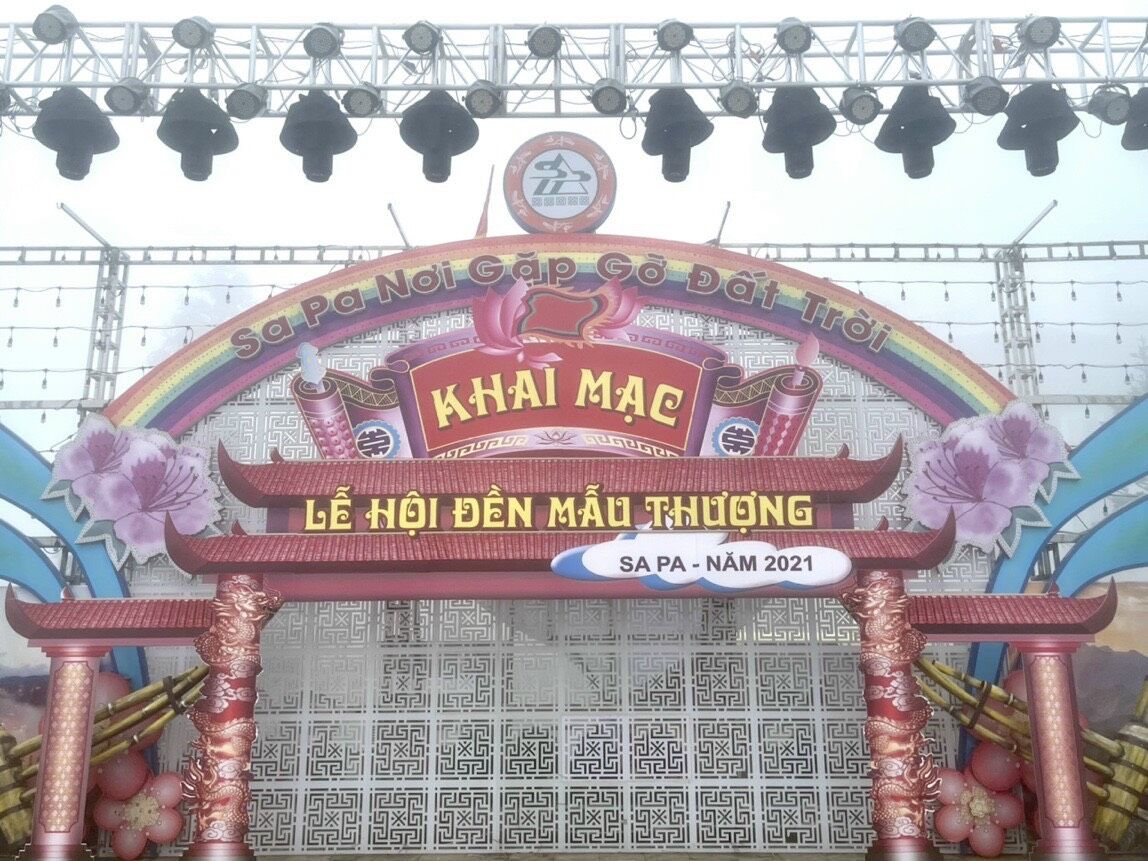 Sa Pa Nơi Gặp Gỡ Đất Trời
KHAI MẠC
LỄ HỘI ĐỀN MẪU THƯỢNG
SA PA - NĂM 2021